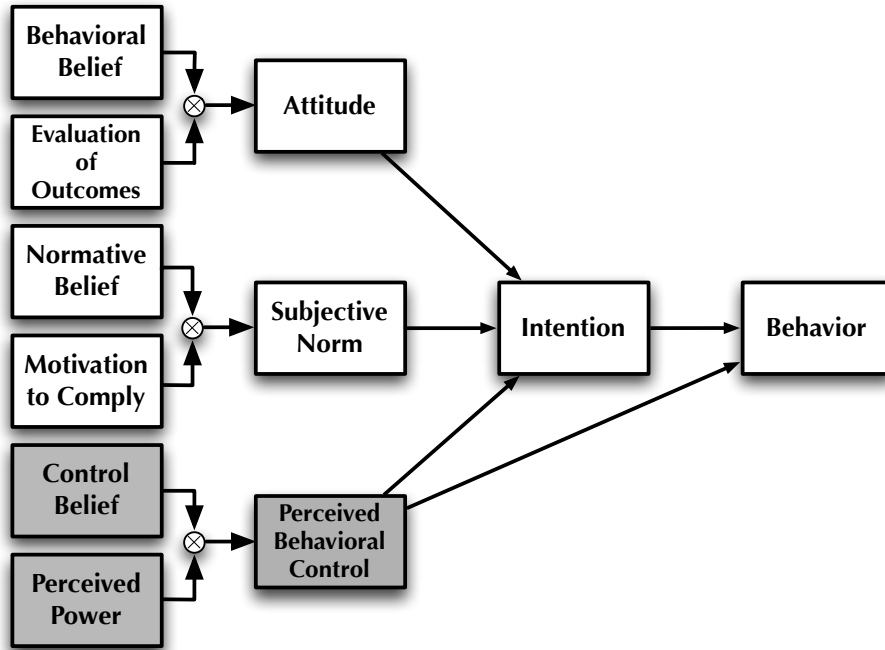 Behavioral
Belief
Evaluation
of
Outcomes
Attitude
Normative
Belief
Motivation
to Comply
Subjective
Norm
Intention
Behavior
Control
Belief
Perceived
Power
Perceived
Behavioral
Control